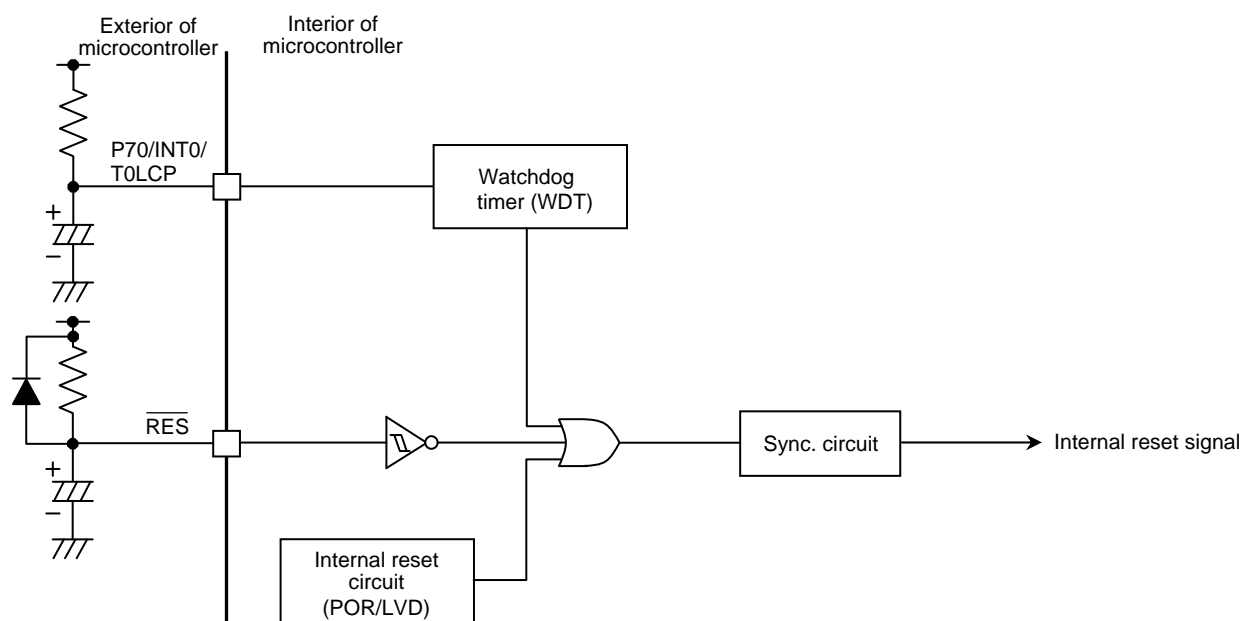 Exterior of
microcontroller
Interior of
microcontroller
P70/INT0/
T0LCP
Watchdog
timer (WDT)
+
−
RES
+
−
Sync. circuit
Internal reset signal
Internal reset
circuit
(POR/LVD)